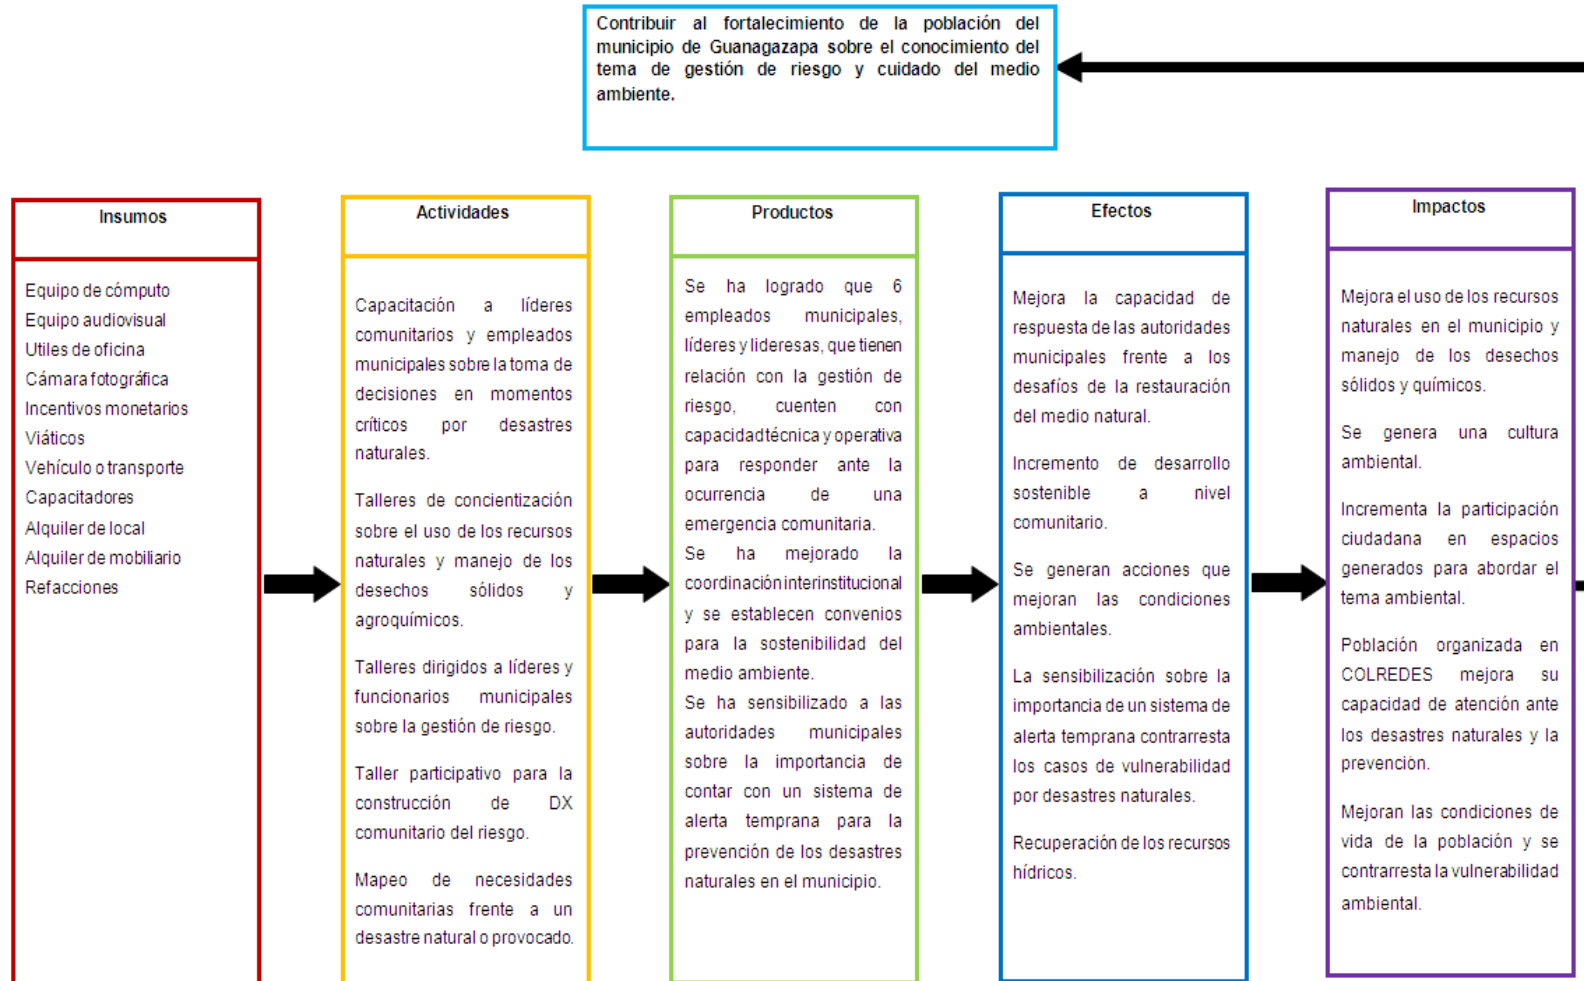 Contribuir al fortalecimiento de la población del
municipio de Guanagazapa sobre el conocimiento del
tema de gestión de riesgo y cuidado del medio
ambiente.
Insumos
Equipo de cómputo
Equipo audiovisual
Utiles de oficina
Cámara fotográfica
Incentivos monetarios
Viáticos
Vehículo o transporte
Capacitadores
Alquiler de local
Alquiler de mobiliario
Refacciones
Actividades
Capacitación a líderes
comunitarios y empleados
municipales sobre la toma de
decisiones en momentos
críticos por desastres
naturales.
Talleres de concientización
sobre el uso de los recursos
naturales y manejo de los
desechos sólidos y
agroquímicos.
Talleres dirigidos a líderes y
funcionarios municipales
sobre la gestión de riesgo.
Taller participativo para la
construcción de DX
comunitario del riesgo.
Mapeo de necesidades
comunitarias frente a un
desastre natural o provocado.
Productos
Se ha logrado que 6
empleados municipales,
líderes y lideresas, que tienen
relación con la gestión de
riesgo, cuenten con
capacidad técnica y operativa
para responder ante la
ocurrencia de una
emergencia comunitaria.
Se ha mejorado la
coordinación interinstitucional
y se establecen convenios
para la sostenibilidad del
medio ambiente.
Se ha sensibilizado a las
autoridades municipales
sobre la importancia de
contar con un sistema de
alerta temprana para la
prevención de los desastres
naturales en el municipio.
Efectos
Mejora la capacidad de
respuesta de las autoridades
municipales frente a los
desafíos de la restauración
del medio natural.
Incremento de desarrollo
sostenible a nivel
comunitario.
Se generan acciones que
mejoran las condiciones
ambientales.
La sensibilización sobre la
importancia de un sistema de
alerta temprana contrarresta
los casos de vulnerabilidad
por desastres naturales.
Recuperación de los recursos
hídricos.
Impactos
Mejora el uso de los recursos
naturales en el municipio y
manejo de los desechos
sólidos y químicos.
Se genera una cultura
ambiental.
Incrementa la participación
ciudadana en espacios
generados para abordar el
tema ambiental.
Población organizada en
COLREDES mejora su
capacidad de atención ante
los desastres naturales y la
prevención.
Mejoran las condiciones de
vida de la población y se
contrarresta la vulnerabilidad
ambiental.